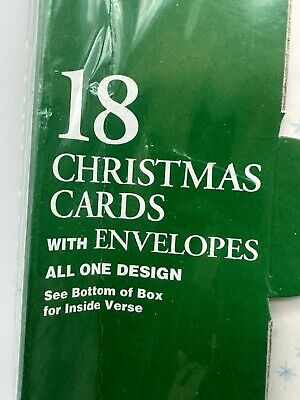 18
CHRISTMAS
CARDS
WITH ENVELOPES
ALL ONE DESIGN
See Bottom of Box
for Inside Verse